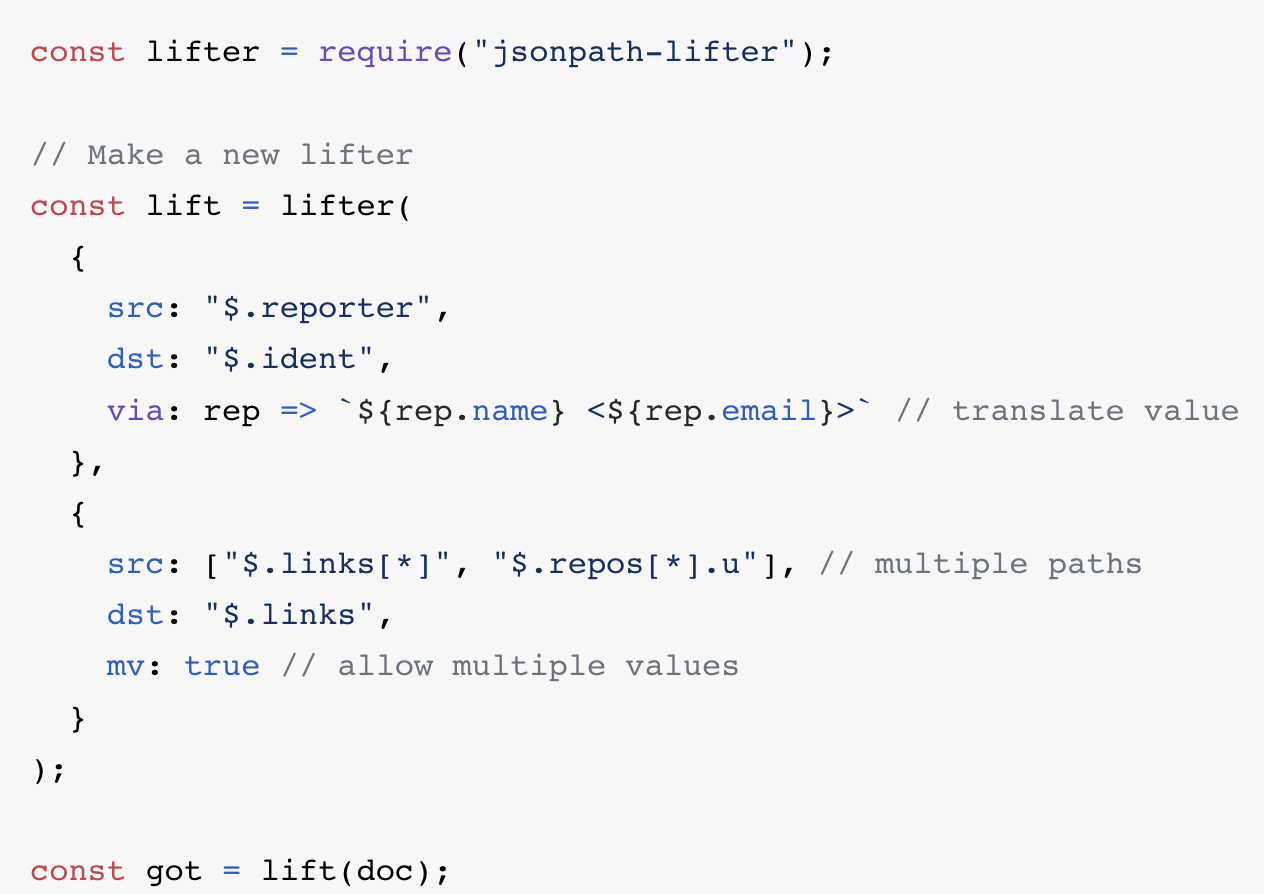 const lifter = require("jsonpath-lifter");
// Make a new lifter
const lift = lifter(
  {
    src: "$.reporter",
    dst: "$.ident",
    via: rep => `${rep.name} <${rep.email}>` // translate value
  },
  {
    src: ["$.links[*]", "$.repos[*].u"], // multiple paths
    dst: "$.links",
    mv: true // allow multiple values
  }
);
const got = lift(doc);